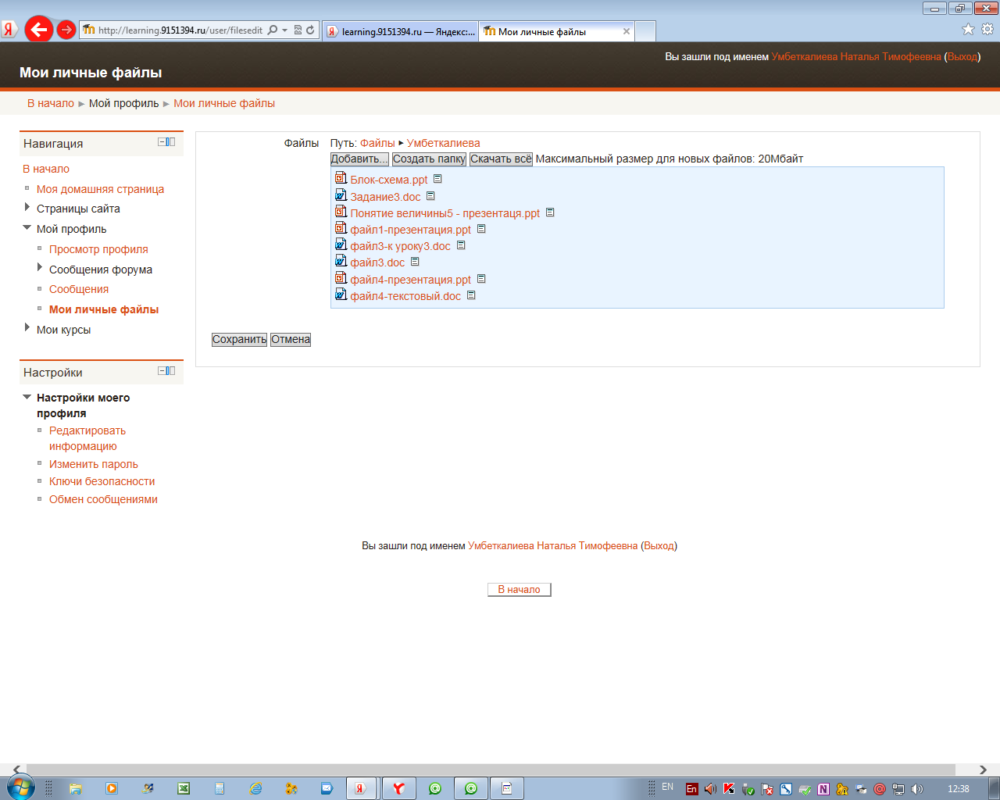 http://learning.9151394.ru/user/filesedit
learning.9151394.ru — Яндекс:...
Мои личные файлы
Вы зашли под именем Умбеткалиева Наталья Тимофеевна (Выход)
Мои личные файлы
В начало ► Мой профиль ► Мои личные файлы
Навигация
В начало
Моя домашняя страница
Страницы сайта
Мой профиль
Просмотр профиля
Сообщения форума
Сообщения
Мои личные файлы
Мои курсы
Настройки
Настройки моего
профиля
Редактировать
информацию
Изменить пароль
Ключи безопасности
Обмен сообщениями
Файлы
Путь: Файлы ► Умбеткалиева
Добавить... Создать папку Скачать всё Максимальный размер для новых файлов: 20Мбайт
Блок-схема.ppt
Задание3.doc
Понятие величины5 - презентаця.ppt
файл1-презентация.ppt
файл3-к уроку3.doc
файл3.doc
файл4-презентация.ppt
файл4-текстовый.doc
Сохранить Отмена
Вы зашли под именем Умбеткалиева Наталья Тимофеевна (Выход)
В начало
EN
En
12:38